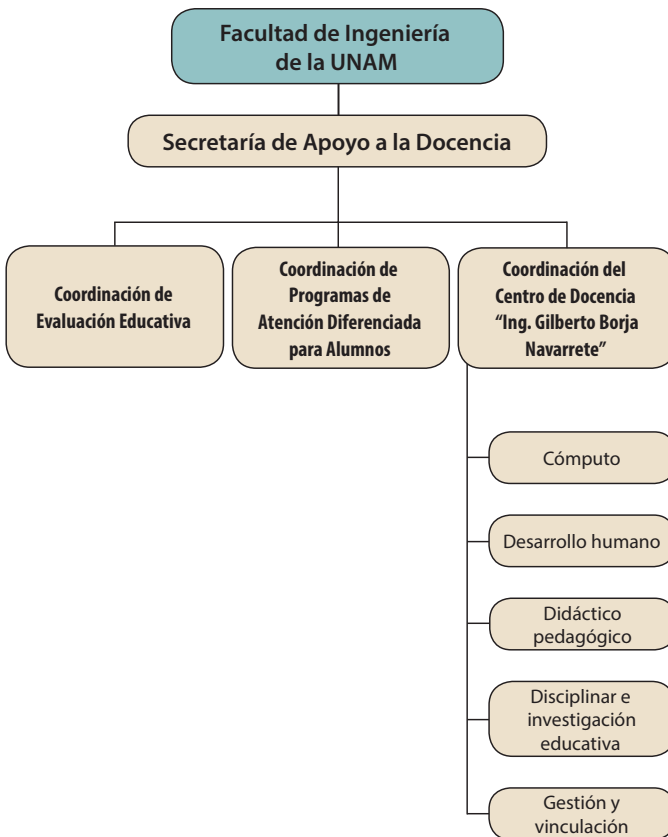 Facultad de Ingeniería
de la UNAM
Secretaría de Apoyo a la Docencia
Coordinación de
Evaluación Educativa
Coordinación de
Programas de
Atención Diferenciada
para Alumnos
Coordinación del
Centro de Docencia
“Ing. Gilberto Borja
Navarrete”
Cómputo
Desarrollo humano
Didáctico
pedagógico
Disciplinar e
investigación
educativa
Gestión y
vinculación